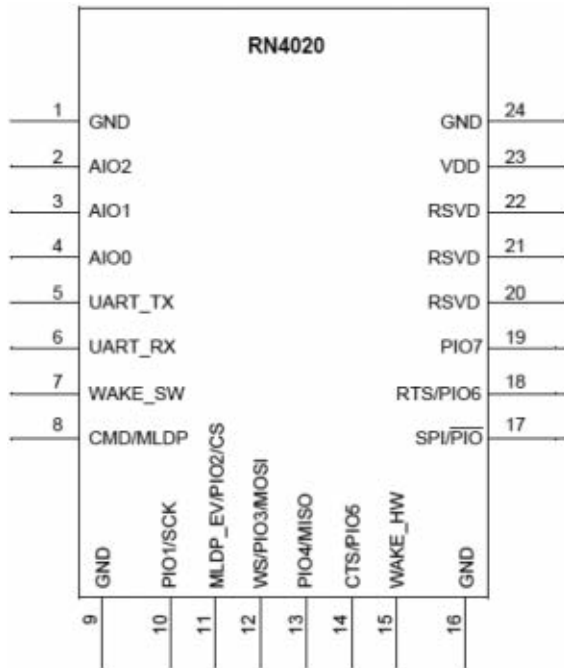 RN4020
1 GND
GND 24
2 AIO2
VDD 23
3 AIO1
RSVD 22
4 AIO0
RSVD 21
5 UART_TX
RSVD 20
6 UART_RX
PIO7 19
7 WAKE_SW
RTS/PIO6 18
8 CMD/MLDP
SPI/PIO 17
GND 9
PIO1/SCK 10
MLDP_EV/PIO2/CS 11
WS/PIO3/MOSI 12
PIO4/MISO 13
CTS/PIO5 14
WAKE_HW 15
GND 16